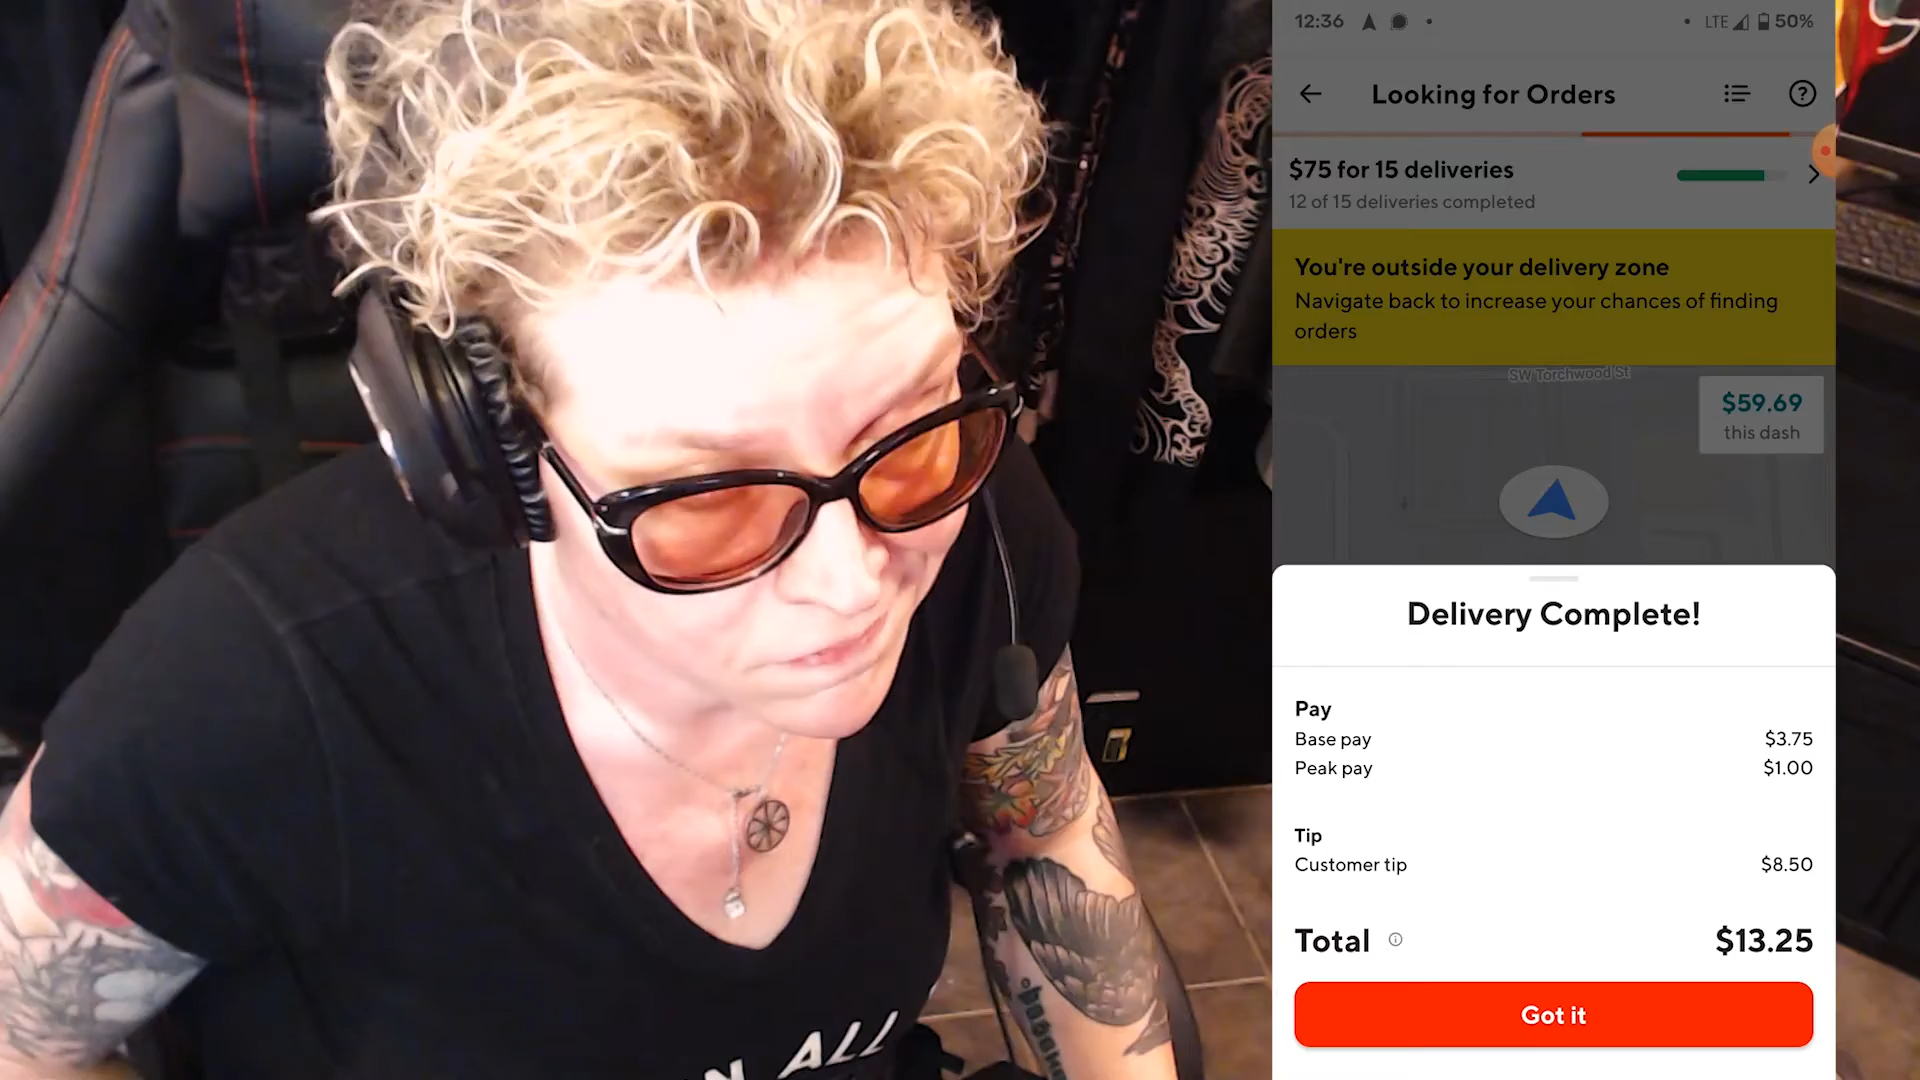 12:36
LTE 50%
Looking for Orders
$75 for 15 deliveries
12 of 15 deliveries completed
You're outside your delivery zone
Navigate back to increase your chances of finding
orders
SW Torchwood St
$59.69
this dash
Delivery Complete!
Pay
Base pay $3.75
Peak pay $1.00
Tip
Customer tip $8.50
Total $13.25
Got it
N ALL